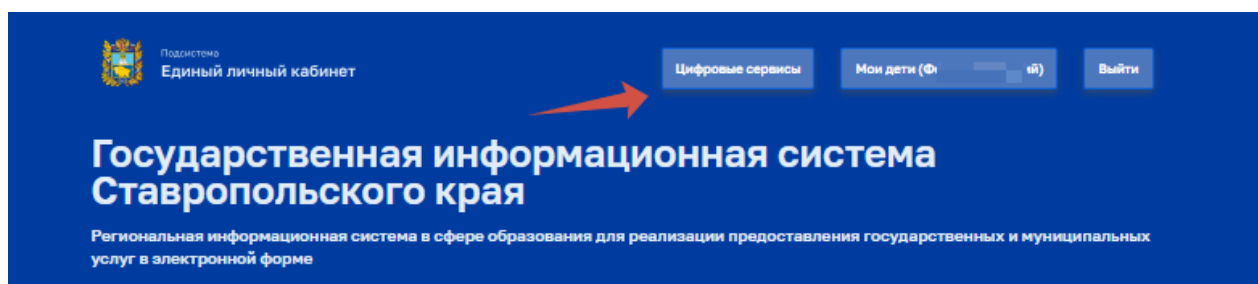 Подсистема
Единый личный кабинет
Цифровые сервисы
Мои дети (Ф й)
Выйти
Государственная информационная система
Ставропольского края
Региональная информационная система в сфере образования для реализации предоставления государственных и муниципальных
услуг в электронной форме